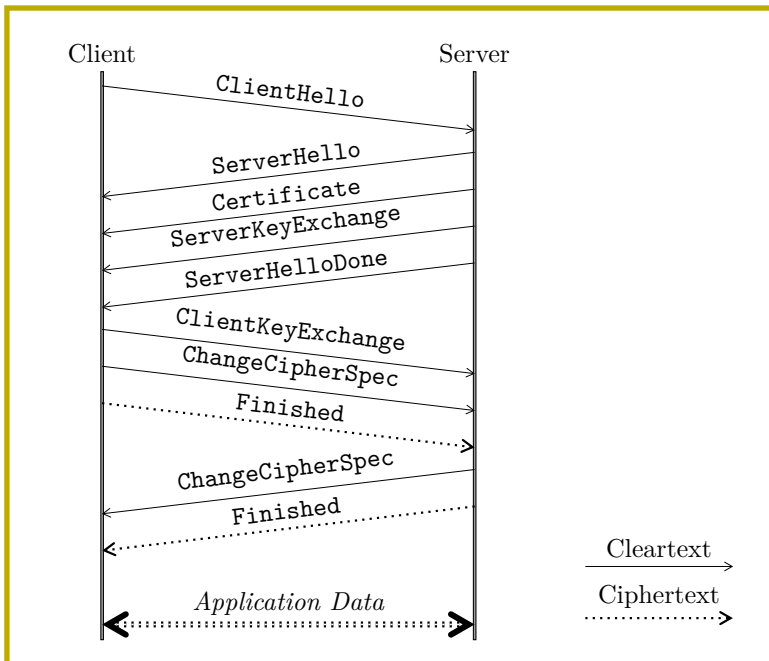 Client
Server
ClientHello
ServerHello
Certificate
ServerKeyExchange
ServerHelloDone
ClientKeyExchange
ChangeCipherSpec
Finished
ChangeCipherSpec
Finished
Application Data
Cleartext
Ciphertext